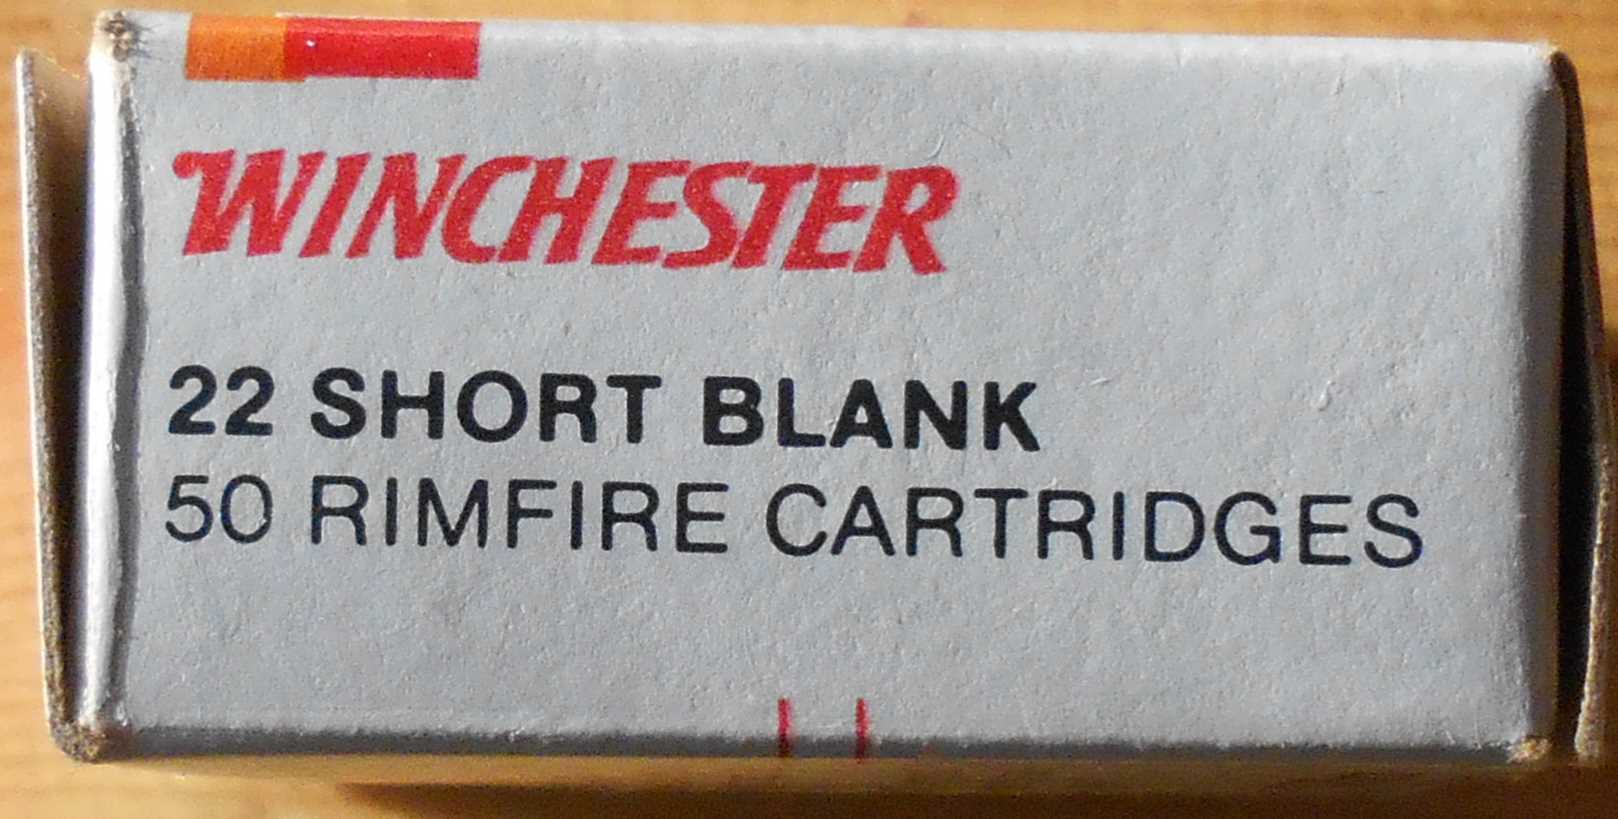 WINCHESTER
22 SHORT BLANK
50 RIMFIRE CARTRIDGES